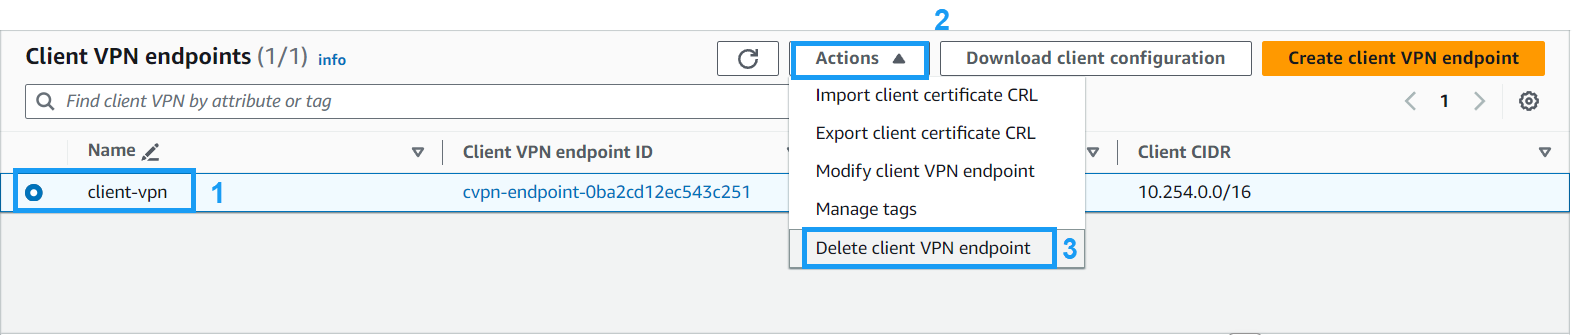 2
Client VPN endpoints (1/1) info
Actions ▲
Download client configuration
Create client VPN endpoint
Find client VPN by attribute or tag
1
Import client certificate CRL
Export client certificate CRL
Modify client VPN endpoint
Manage tags
Delete client VPN endpoint 3
Name
Client VPN endpoint ID
Client CIDR
client-vpn 1
cvpn-endpoint-0ba2cd12ec543c251
10.254.0.0/16